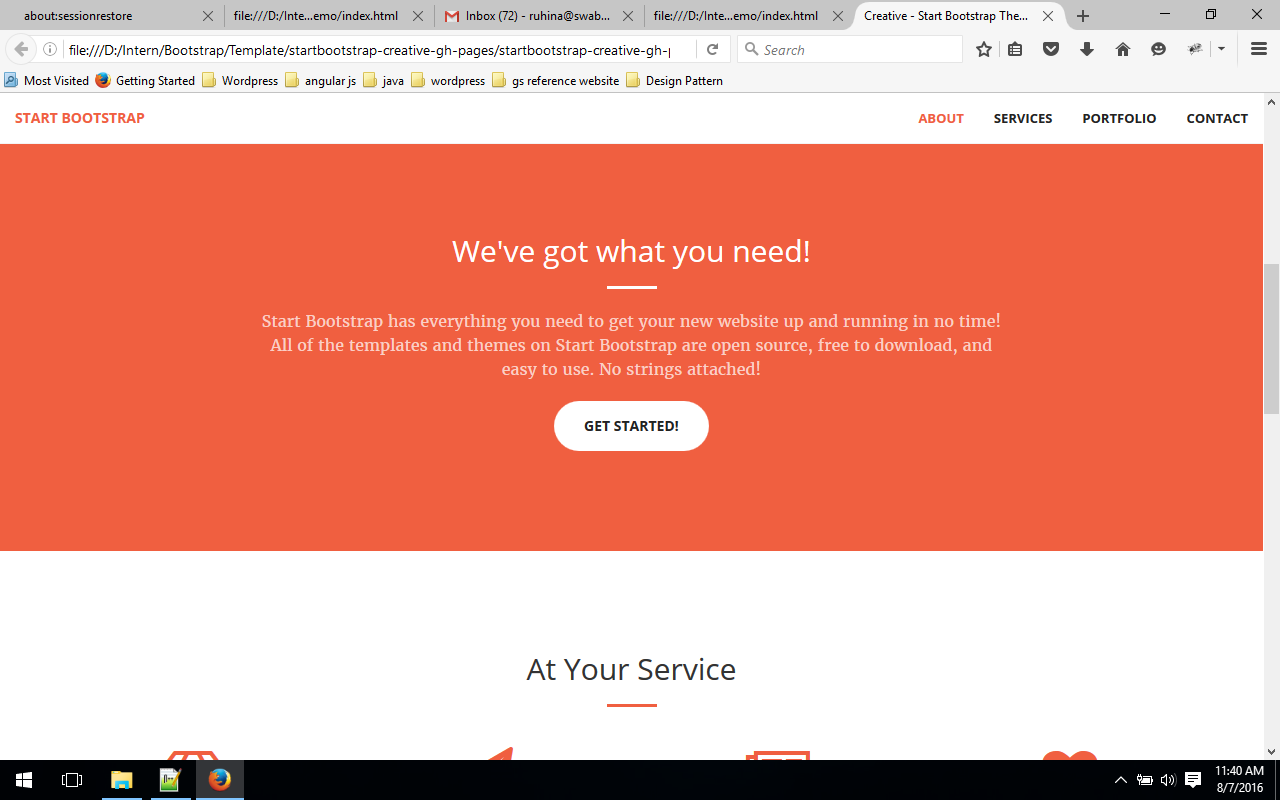 about:sessionrestore
file:///D:/Inte...emo/index.html
Inbox (72) - ruhina@swab...
file:///D:/Inte...emo/index.html
Creative - Start Bootstrap The...
file:///D:/Intern/Bootstrap/Template/startbootstrap-creative-gh-pages/startbootstrap-creative-gh-p
Search
Most Visited
Getting Started
Wordpress
angular js
java
wordpress
gs reference website
Design Pattern
START BOOTSTRAP
ABOUT
SERVICES
PORTFOLIO
CONTACT
We've got what you need!
Start Bootstrap has everything you need to get your new website up and running in no time!
All of the templates and themes on Start Bootstrap are open source, free to download, and
easy to use. No strings attached!
GET STARTED!
At Your Service
11:40 AM
8/7/2016